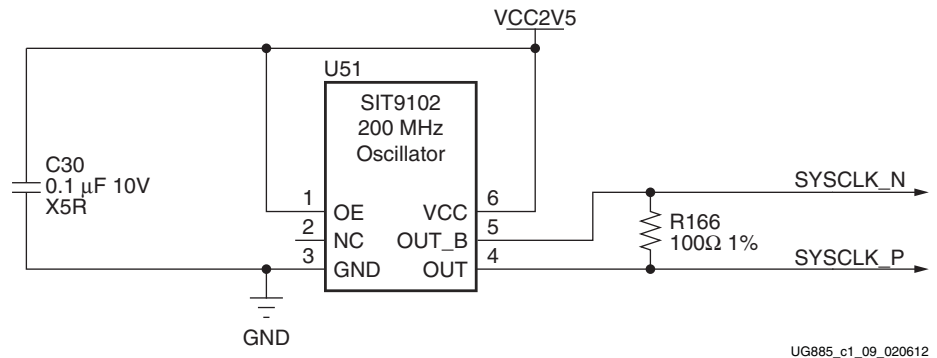 VCC2V5
U51
SIT9102
200 MHz
Oscillator
C30
0.1 µF 10V
X5R
1
OE
2
NC
3
GND
VCC
6
OUT_B
5
OUT
4
SYSCLK_N
R166
100Ω 1%
SYSCLK_P
GND
UG885_c1_09_020612